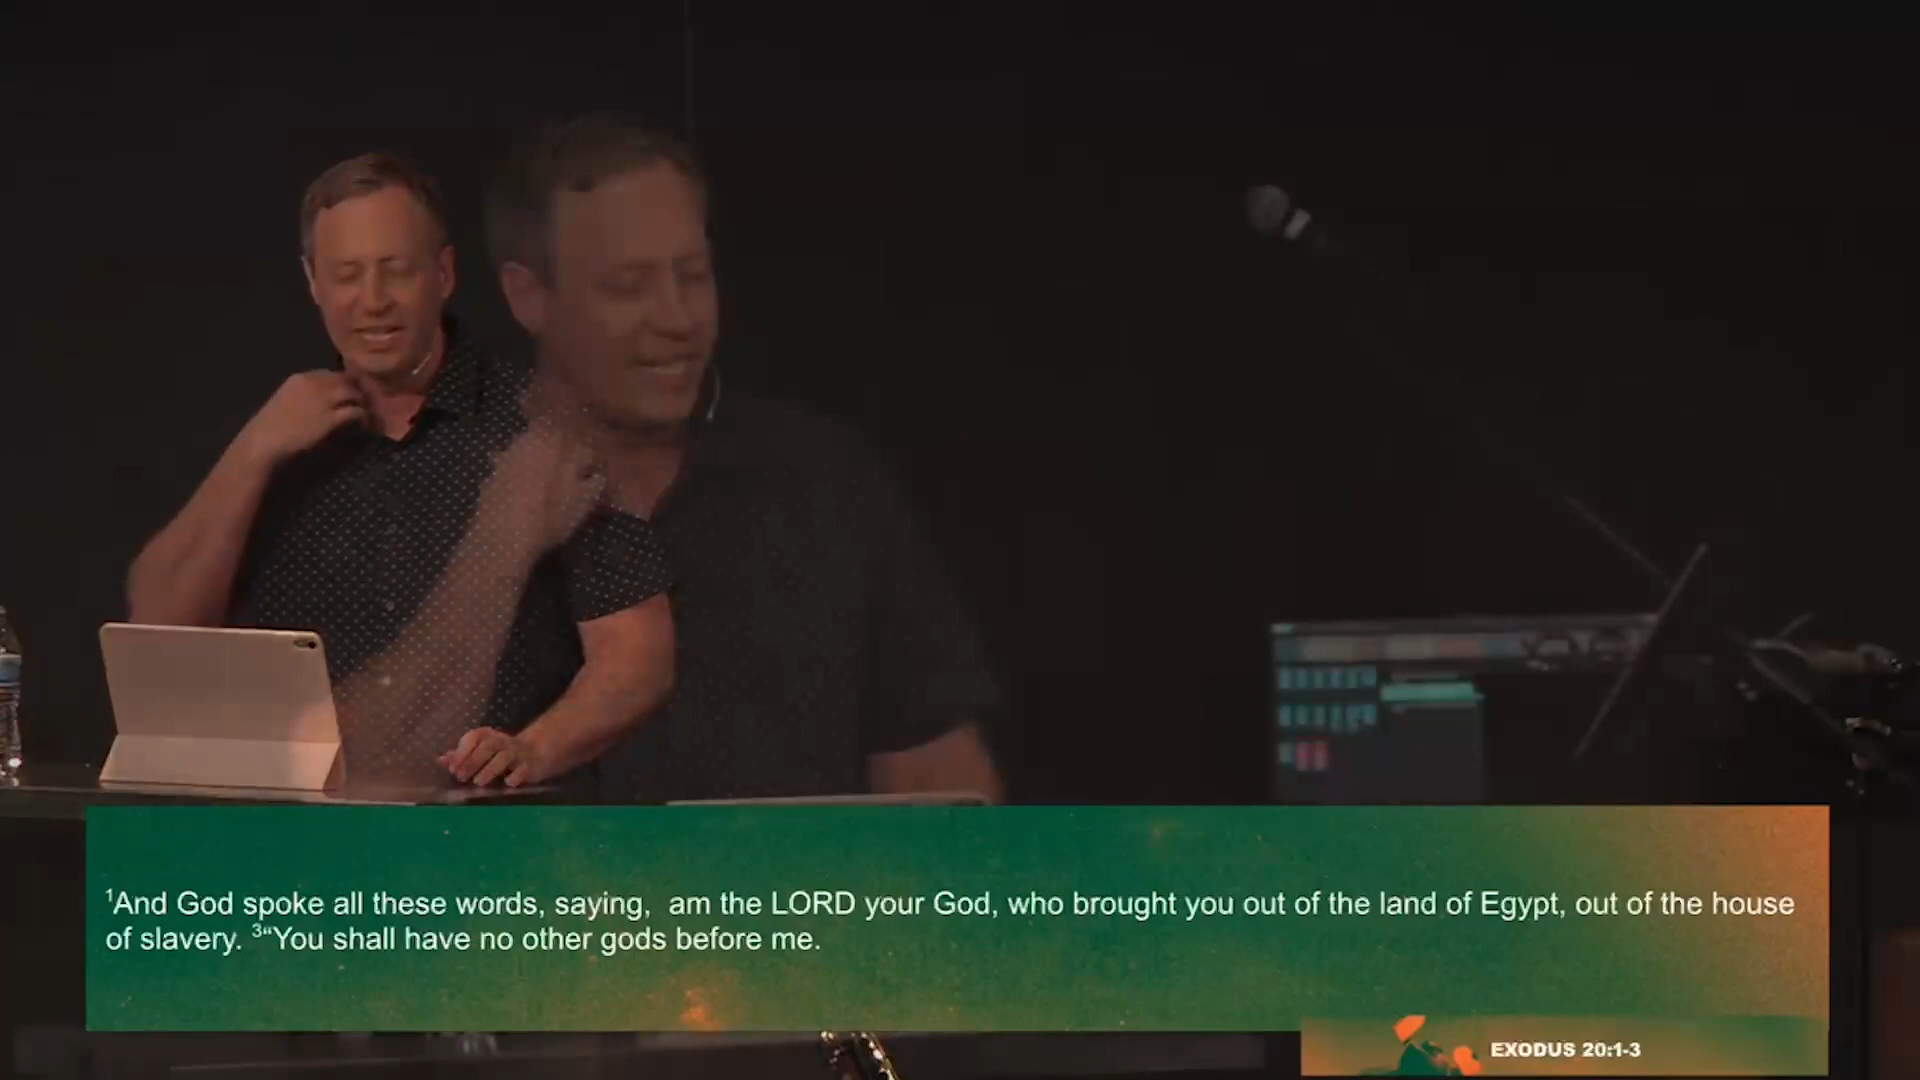 ¹And God spoke all these words, saying,  am the LORD your God, who brought you out of the land of Egypt, out of the house
of slavery. ³“You shall have no other gods before me.
EXODUS 20:1-3